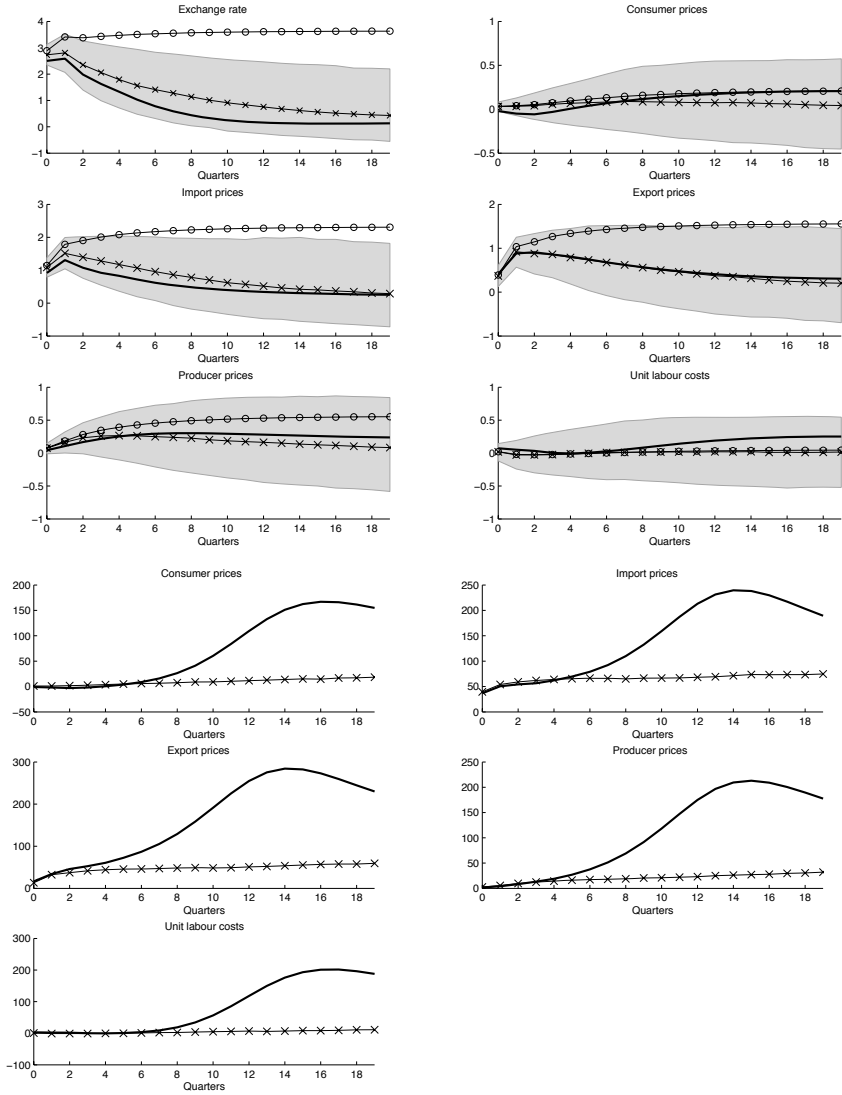 Exchange rate
4
3
2
1
0
−1
0 2 4 6 8 10 12 14 16 18
Quarters
Consumer prices
1
0.5
0
−0.5
0 2 4 6 8 10 12 14 16 18
Quarters
Import prices
3
2
1
0
−1
0 2 4 6 8 10 12 14 16 18
Quarters
Export prices
2
1
0
−1
0 2 4 6 8 10 12 14 16 18
Quarters
Producer prices
1
0.5
0
−0.5
−1
0 2 4 6 8 10 12 14 16 18
Quarters
Unit labour costs
1
0.5
0
−0.5
−1
0 2 4 6 8 10 12 14 16 18
Quarters
Consumer prices
200
150
100
50
0
−50
0 2 4 6 8 10 12 14 16 18
Quarters
Import prices
250
200
150
100
50
0
0 2 4 6 8 10 12 14 16 18
Quarters
Export prices
300
200
100
0
0 2 4 6 8 10 12 14 16 18
Quarters
Producer prices
250
200
150
100
50
0
0 2 4 6 8 10 12 14 16 18
Quarters
Unit labour costs
300
200
100
0
−100
0 2 4 6 8 10 12 14 16 18
Quarters